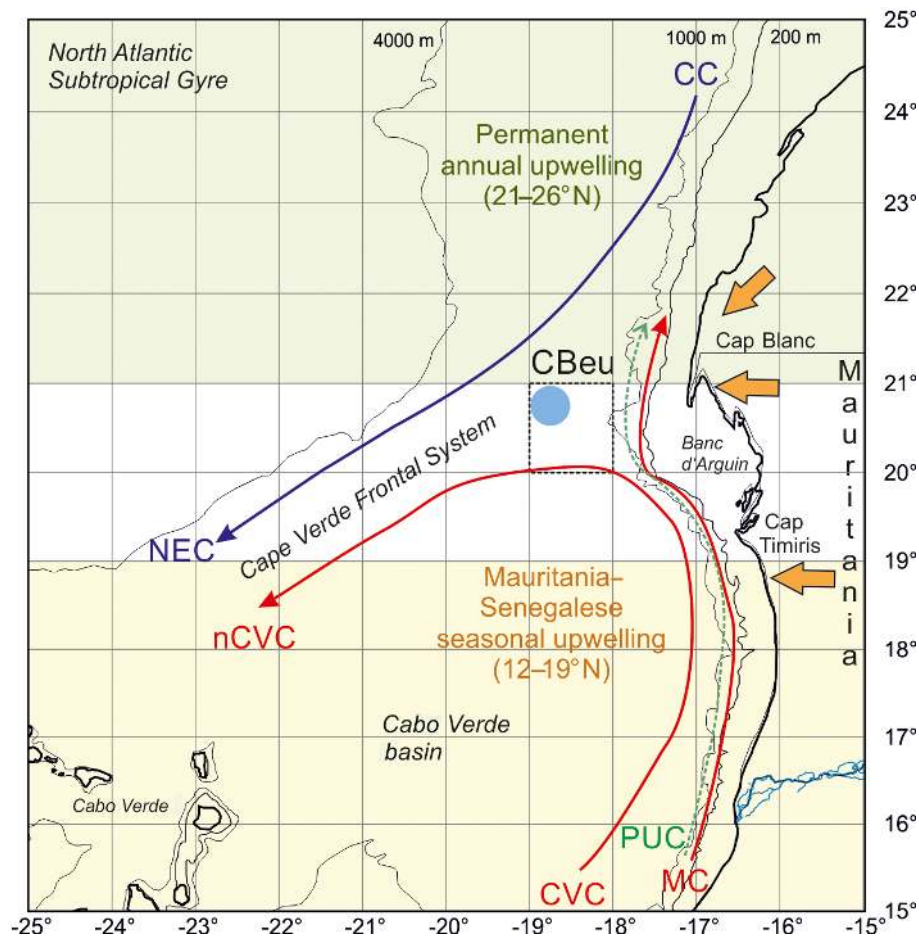 North Atlantic
Subtropical Gyre
4000 m
1000 m
200 m
25°
CC
24°
Permanent
annual upwelling
(21–26°N)
23°
22°
Cap Blanc
CBeu
21°
Mauritania
Banc
d'Arguin
20°
Cape Verde Frontal System
NEC
Cap
Timiris
19°
nCVC
Mauritania–
Senegalese
seasonal upwelling
(12–19°N)
18°
Cabo Verde
basin
17°
Cabo Verde
16°
PUC
CVC
MC
15°
-25° -24 -23 -22 -21 -20 -19 -18 -17 -16 -15°